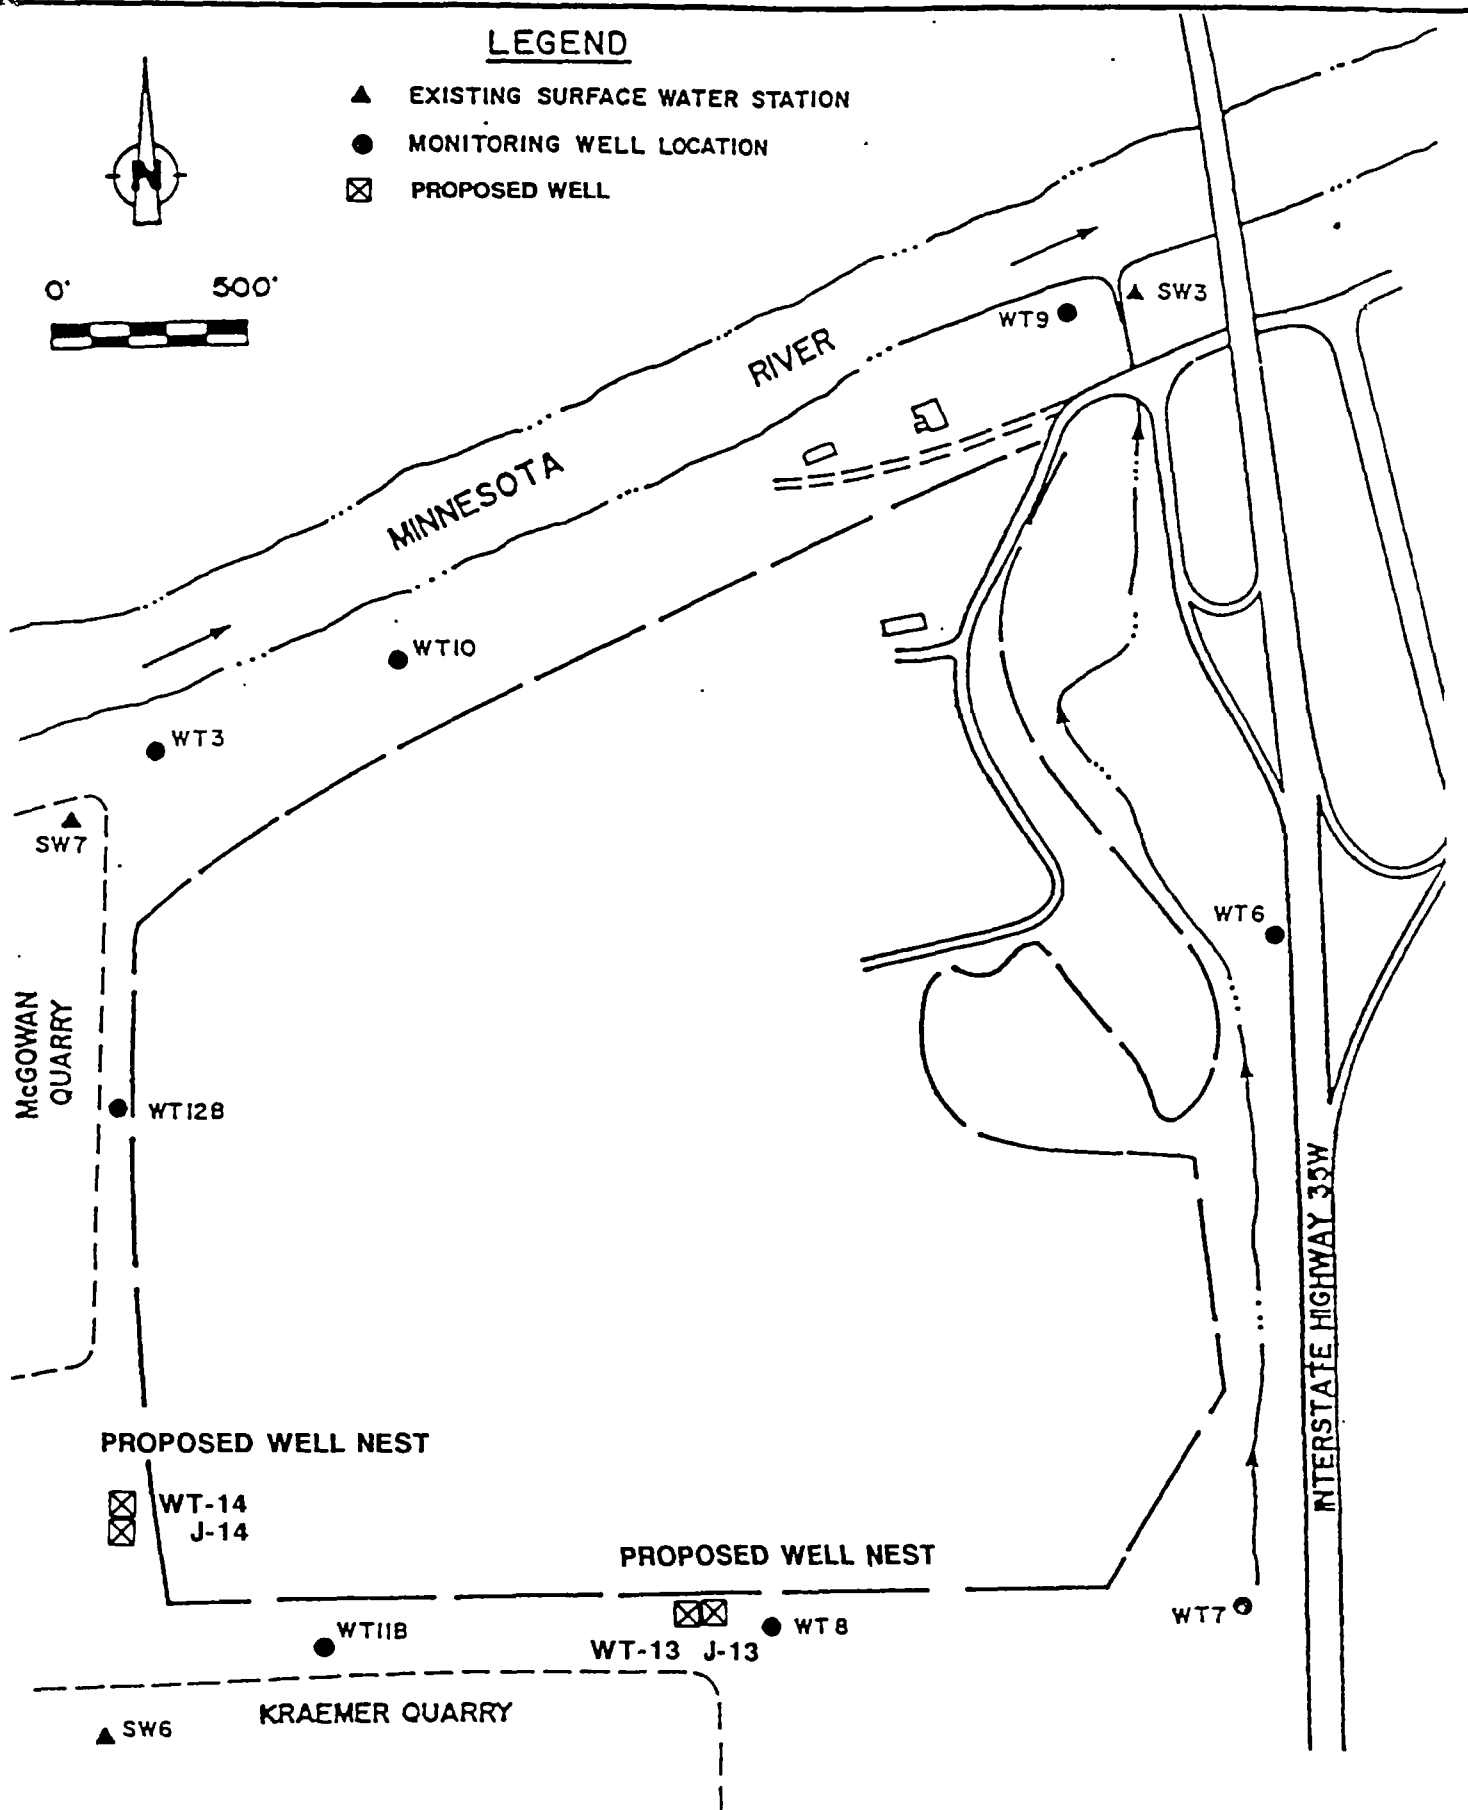 LEGEND
EXISTING SURFACE WATER STATION
MONITORING WELL LOCATION
PROPOSED WELL
N
0' 500'
SW3
WT9
RIVER
MINNESOTA
WT10
WT3
SW7
WT6
McGOWAN
QUARRY
WT12B
INTERSTATE HIGHWAY 35W
PROPOSED WELL NEST
WT-14
J-14
PROPOSED WELL NEST
WT7
WT11B
WT8
WT-13 J-13
KRAEMER QUARRY
SW6